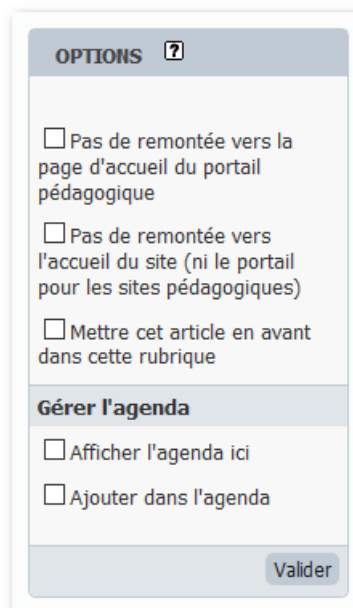 OPTIONS ?
Pas de remontée vers la
page d'accueil du portail
pédagogique
Pas de remontée vers
l'accueil du site (ni le portail
pour les sites pédagogiques)
Mettre cet article en avant
dans cette rubrique
Gérer l'agenda
Afficher l'agenda ici
Ajouter dans l'agenda
Valider